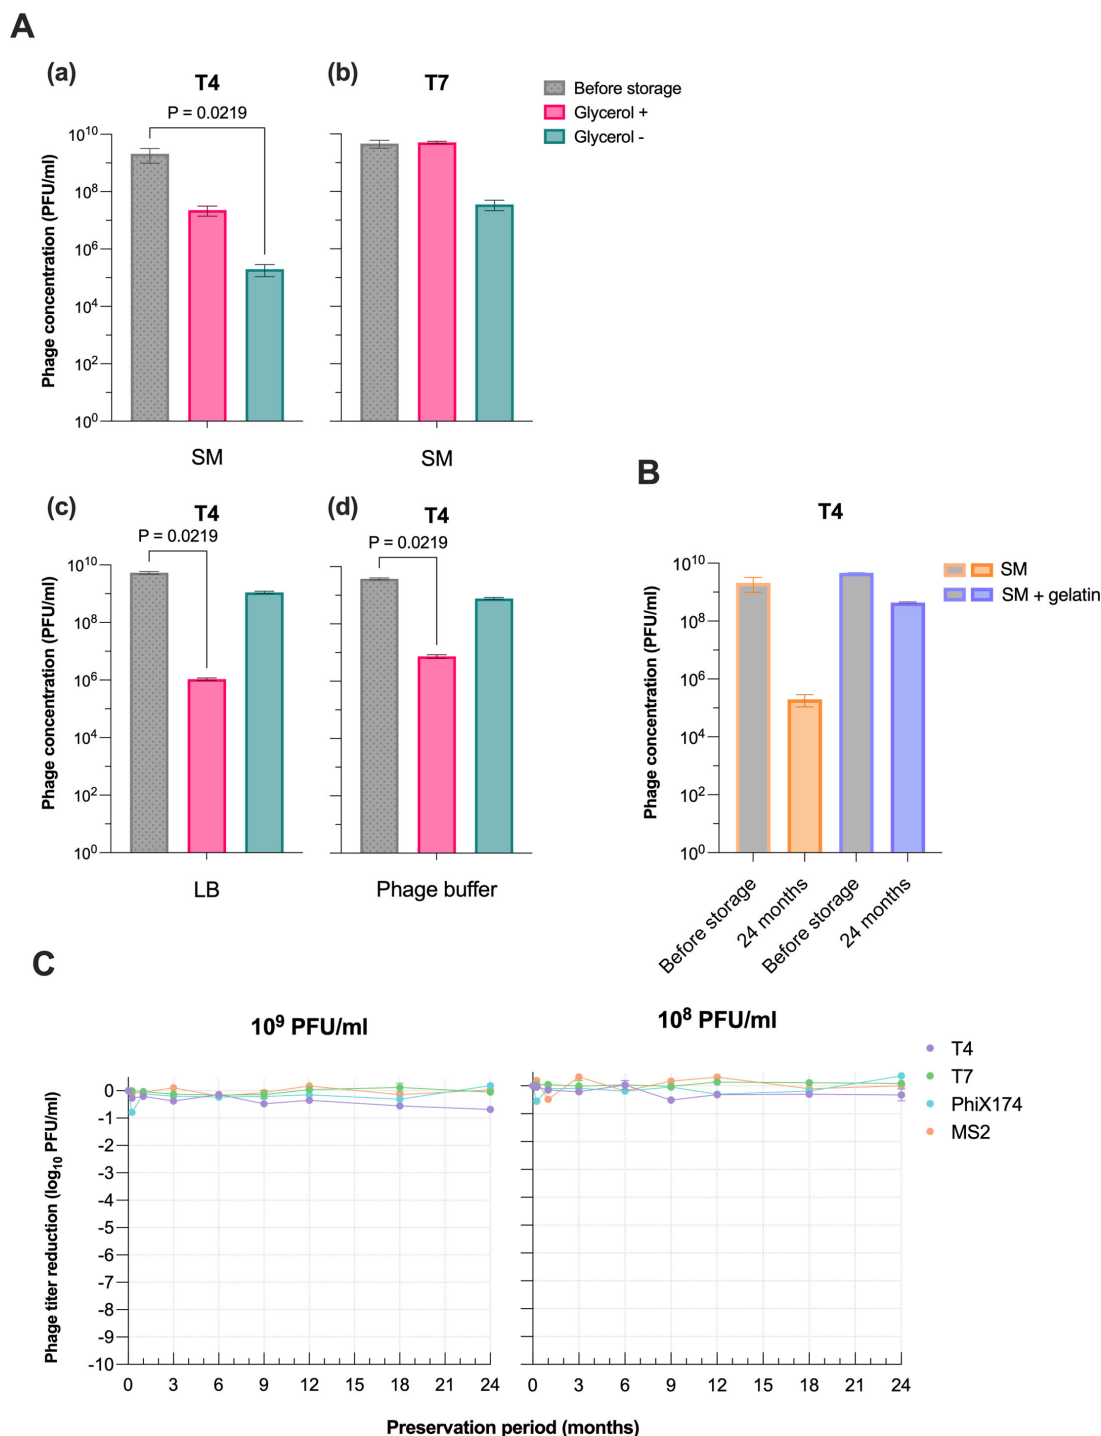 A
(a)
T4
P = 0.0219
Phage concentration (PFU/ml)
10^10
10^8
10^6
10^4
10^2
10^0
SM
(b)
T7
SM
Before storage
Glycerol +
Glycerol -
(c)
T4
P = 0.0219
Phage concentration (PFU/ml)
10^10
10^8
10^6
10^4
10^2
10^0
LB
(d)
T4
P = 0.0219
Phage buffer
B
T4
Phage concentration (PFU/ml)
10^10
10^8
10^6
10^4
10^2
10^0
Before storage
24 months
Before storage
24 months
SM
SM + gelatin
C
10^9 PFU/ml
10^8 PFU/ml
Phage titer reduction (log10 PFU/ml)
0
-1
-2
-3
-4
-5
-6
-7
-8
-9
-10
0 3 6 9 12 15 18 21 24
0 3 6 9 12 15 18 21 24
Preservation period (months)
T4
T7
PhiX174
MS2